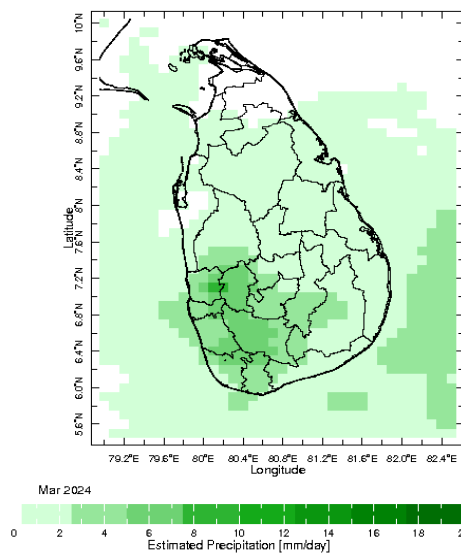 10°N
9.6°N
9.2°N
8.8°N
8.4°N
8°N
7.6°N
7.2°N
6.8°N
6.4°N
6.0°N
5.6°N
Latitude
79.2°E 79.6°E 80°E 80.4°E 80.8°E 81.2°E 81.6°E 82.0°E 82.4°E
Longitude
Mar 2024
0 2 4 6 8 10 12 14 16 18 2
Estimated Precipitation [mm/day]